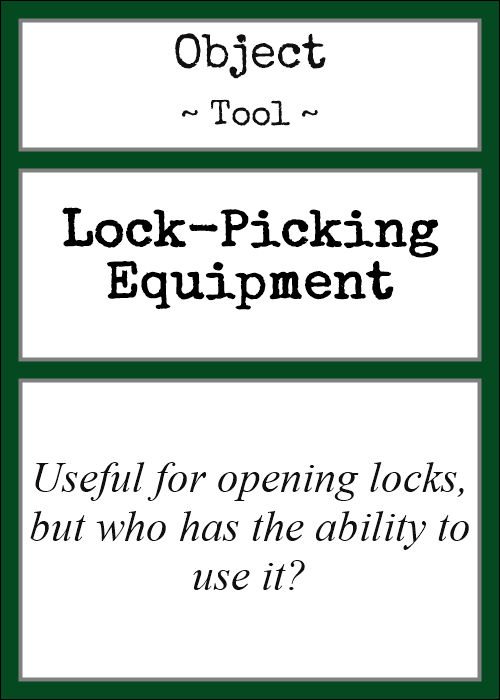 Object
~ Tool ~
Lock-Picking
Equipment
Useful for opening locks,
but who has the ability to
use it?